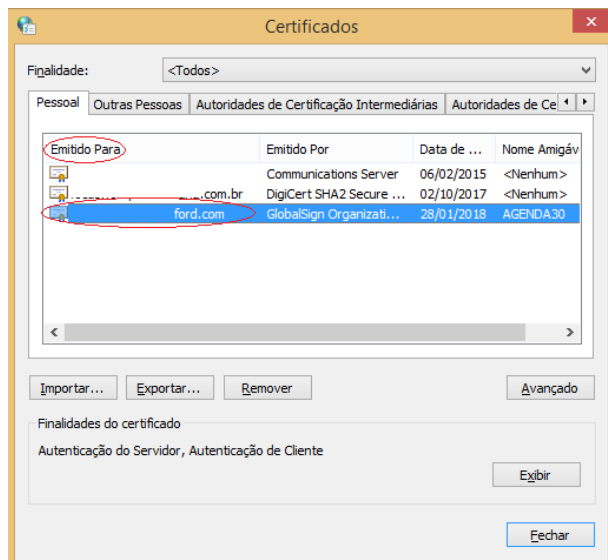 Certificados
Finalidade: <Todos>
Pessoal Outras Pessoas Autoridades de Certificação Intermediárias Autoridades de Ce
Emitido Para Emitido Por Data de ... Nome Amigáv
Communications Server 06/02/2015 <Nenhum>
.com.br DigiCert SHA2 Secure ... 02/10/2017 <Nenhum>
ford.com GlobalSign Organizati... 28/01/2018 AGENDA30
Importar... Exportar... Remover Avançado
Finalidades do certificado
Autenticação do Servidor, Autenticação de Cliente
Exibir
Fechar